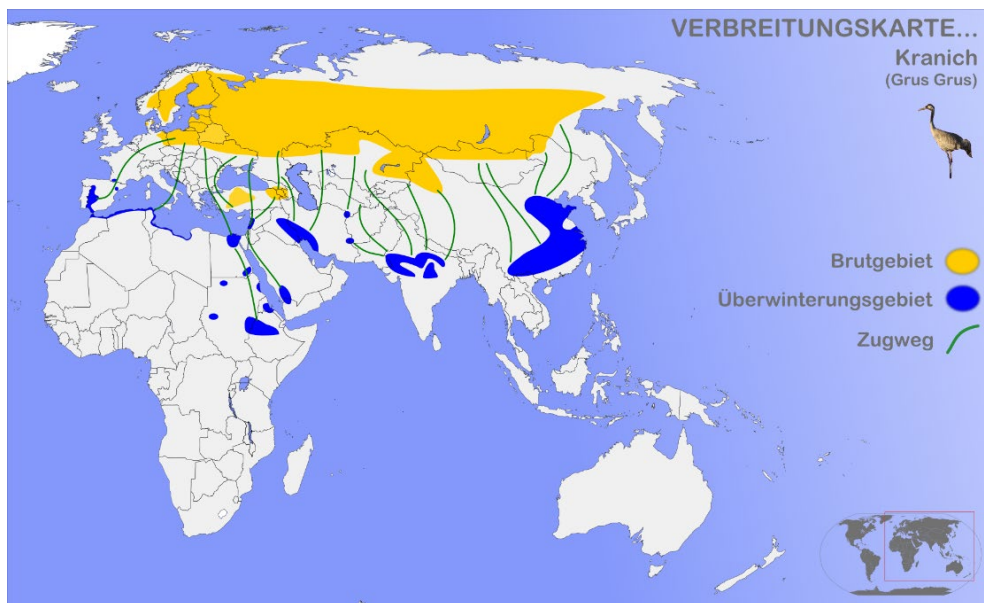 VERBREITUNGSKARTE...
Kranich
(Grus Grus)
Brutgebiet
Überwinterungsgebiet
Zugweg